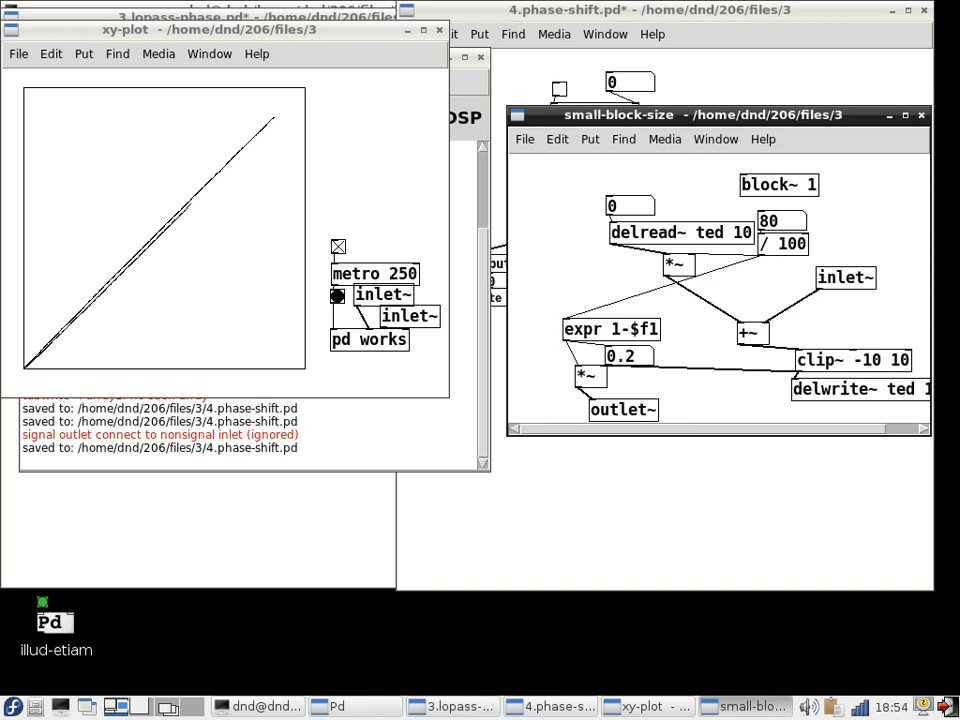 3.lopass-phase.pd* - /home/dnd/206/files
xy-plot - /home/dnd/206/files/3
File Edit Put Find Media Window Help
metro 250
inlet~
inlet~
pd works
DSP
saved to: /home/dnd/206/files/3/4.phase-shift.pd
saved to: /home/dnd/206/files/3/4.phase-shift.pd
signal outlet connect to nonsignal inlet (ignored)
saved to: /home/dnd/206/files/3/4.phase-shift.pd
4.phase-shift.pd* - /home/dnd/206/files/3
it Put Find Media Window Help
0
small-block-size - /home/dnd/206/files/3
File Edit Put Find Media Window Help
block~ 1
0
80
delread~ ted 10
/ 100
*~
inlet~
expr 1-$f1
+~
0.2
clip~ -10 10
*~
delwrite~ ted 1
outlet~
Pd
illud-etiam
dnd@dnd...
Pd
3.lopass-...
4.phase-s...
xy-plot - ...
small-blo...
18:54